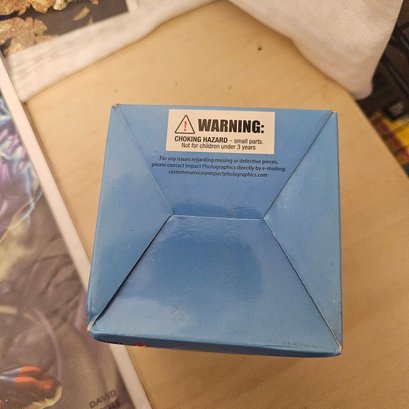 WARNING:
CHOKING HAZARD - small parts.
Not for children under 3 years
For any issues regarding missing or defective pieces,
please contact Impact Photographics directly by e-mailing:
customerservice@impactphotographics.com
DAVID